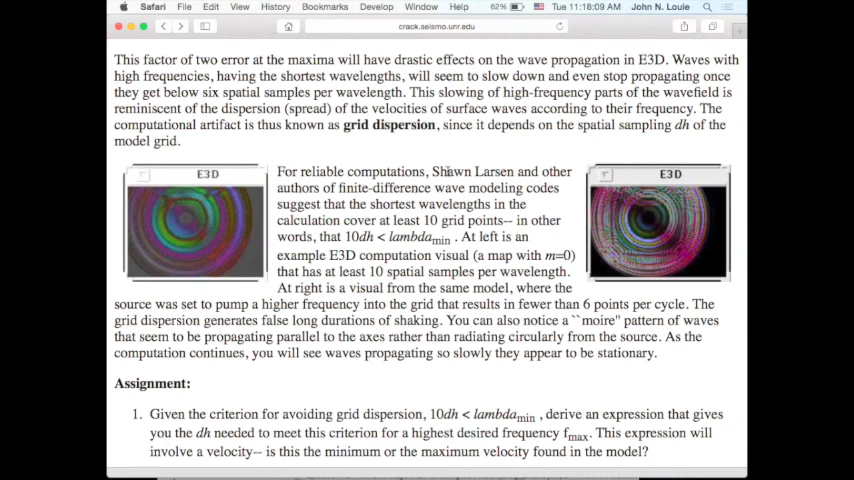 Safari File Edit View History Bookmarks Develop Window Help 62% Tue 11:18:09 AM John N. Louie
crack.seismo.unr.edu
This factor of two error at the maxima will have drastic effects on the wave propagation in E3D. Waves with
high frequencies, having the shortest wavelengths, will seem to slow down and even stop propagating once
they get below six spatial samples per wavelength. This slowing of high-frequency parts of the wavefield is
reminiscent of the dispersion (spread) of the velocities of surface waves according to their frequency. The
computational artifact is thus known as grid dispersion, since it depends on the spatial sampling dh of the
model grid.
E3D
For reliable computations, Shawn Larsen and other
authors of finite-difference wave modeling codes
suggest that the shortest wavelengths in the
calculation cover at least 10 grid points-- in other
words, that 10dh < lambdamin . At left is an
example E3D computation visual (a map with m=0)
that has at least 10 spatial samples per wavelength.
At right is a visual from the same model, where the
E3D
source was set to pump a higher frequency into the grid that results in fewer than 6 points per cycle. The
grid dispersion generates false long durations of shaking. You can also notice a ``moire'' pattern of waves
that seem to be propagating parallel to the axes rather than radiating circularly from the source. As the
computation continues, you will see waves propagating so slowly they appear to be stationary.
Assignment:
1. Given the criterion for avoiding grid dispersion, 10dh < lambdamin , derive an expression that gives
you the dh needed to meet this criterion for a highest desired frequency fmax. This expression will
involve a velocity-- is this the minimum or the maximum velocity found in the model?